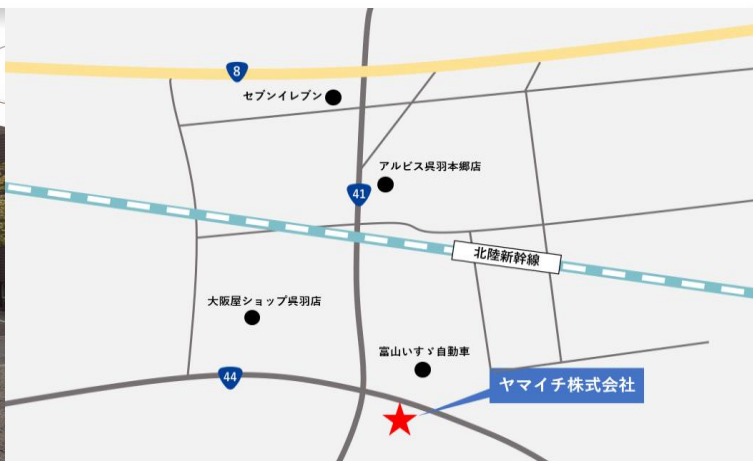 8
セブンイレブン
アルビス呉羽本郷店
41
北陸新幹線
大阪屋ショップ呉羽店
富山いすゞ自動車
44
ヤマイチ株式会社